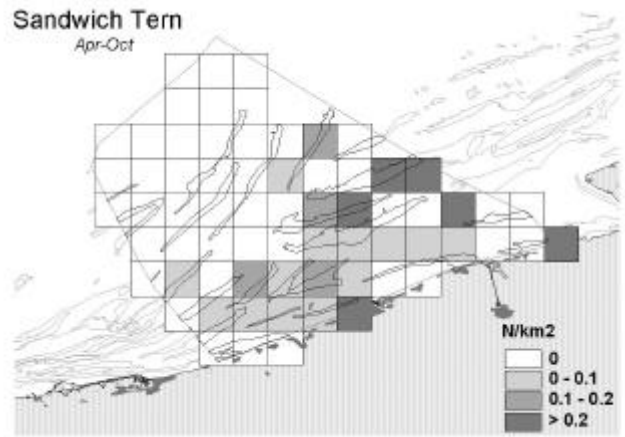 Sandwich Tern
Apr-Oct
N/km2
0
0 - 0.1
0.1 - 0.2
> 0.2